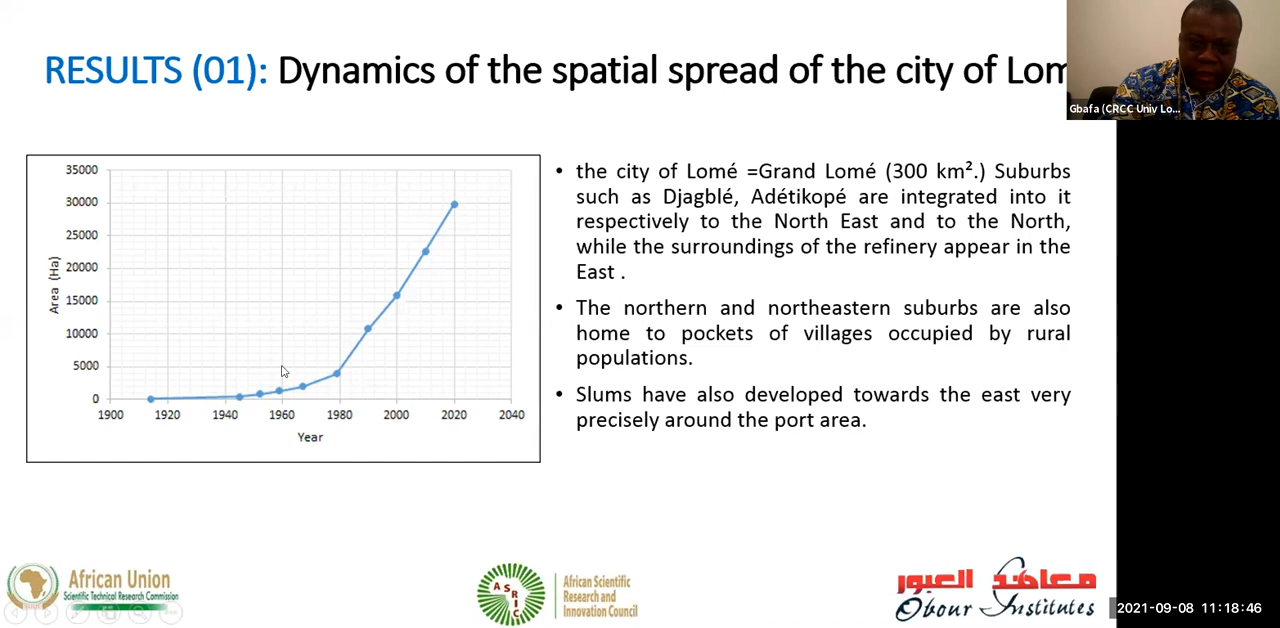 RESULTS (01): Dynamics of the spatial spread of the city of Lom
Gbafa (CRCC Univ Lo...
35000
30000
25000
20000
15000
10000
5000
0
Area (Ha)
1900 1920 1940 1960 1980 2000 2020 2040
Year
• the city of Lomé =Grand Lomé (300 km².) Suburbs
such as Djagblé, Adétikopé are integrated into it
respectively to the North East and to the North,
while the surroundings of the refinery appear in the
East .
• The northern and northeastern suburbs are also
home to pockets of villages occupied by rural
populations.
• Slums have also developed towards the east very
precisely around the port area.
African Union
Scientific Technical Research Commission
ASRIC
African Scientific
Research and
Innovation Council
معاهد العبور
Obour Institutes
2021-09-08 11:18:46